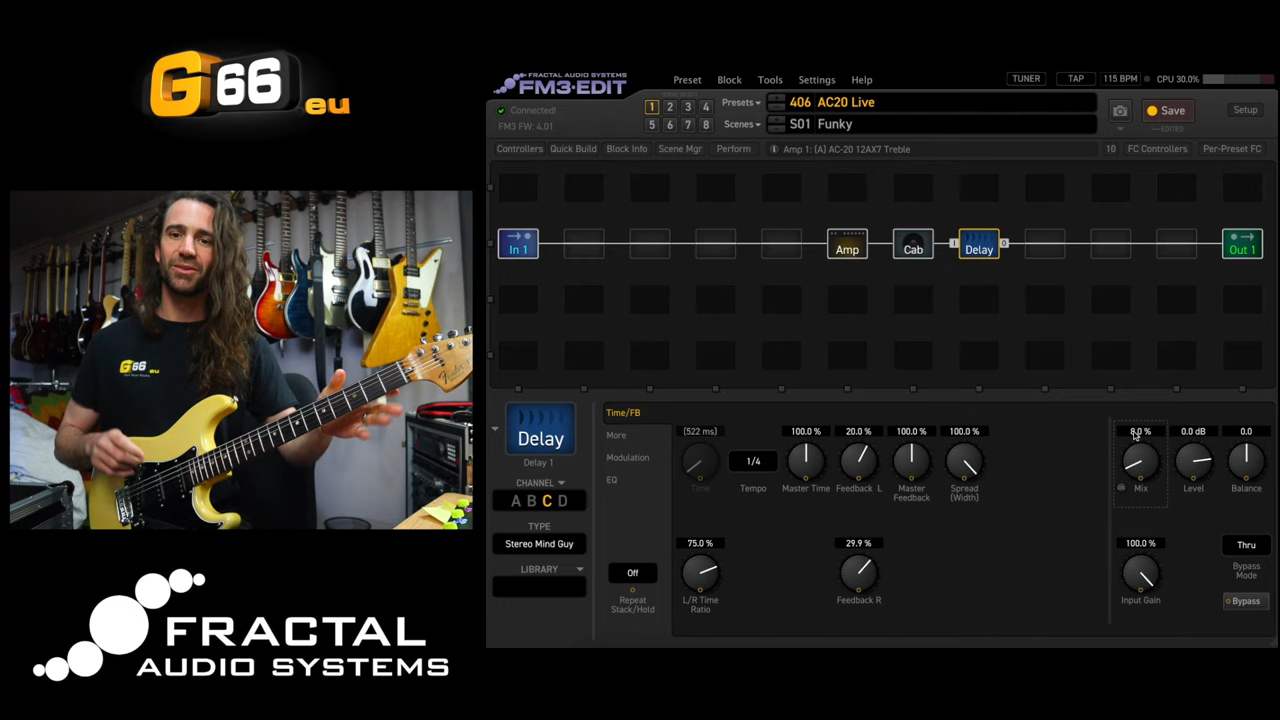 G66
eu
FRACTAL AUDIO SYSTEMS
FM3-EDIT
Preset
Block
Tools
Settings
Help
TUNER
TAP
115 BPM
CPU 30.0%
Connected!
FM3 FW: 4.01
1 2 3 4
5 6 7 8
Presets
406 AC20 Live
Scenes
S01 Funky
Save
EDITED
Setup
Controllers
Quick Build
Block Info
Scene Mgr
Perform
Amp 1: [A] AC-20 12AX7 Treble
10
FC Controllers
Per-Preset FC
In 1
Amp
Cab
I
Delay
O
Out 1
G66.eu
Fender
Delay
Delay 1
CHANNEL
A B C D
TYPE
Stereo Mind Guy
LIBRARY
Time/FB
More
Modulation
EQ
Off
Repeat
Stack/Hold
(522 ms)
Time
1/4
Tempo
100.0 %
Master Time
20.0 %
Feedback L
100.0 %
Master
Feedback
100.0 %
Spread
(Width)
75.0 %
L/R Time
Ratio
29.9 %
Feedback R
8.0 %
Mix
0.0 dB
Level
0.0
Balance
100.0 %
Input Gain
Thru
Bypass
Mode
Bypass
FRACTAL
AUDIO SYSTEMS